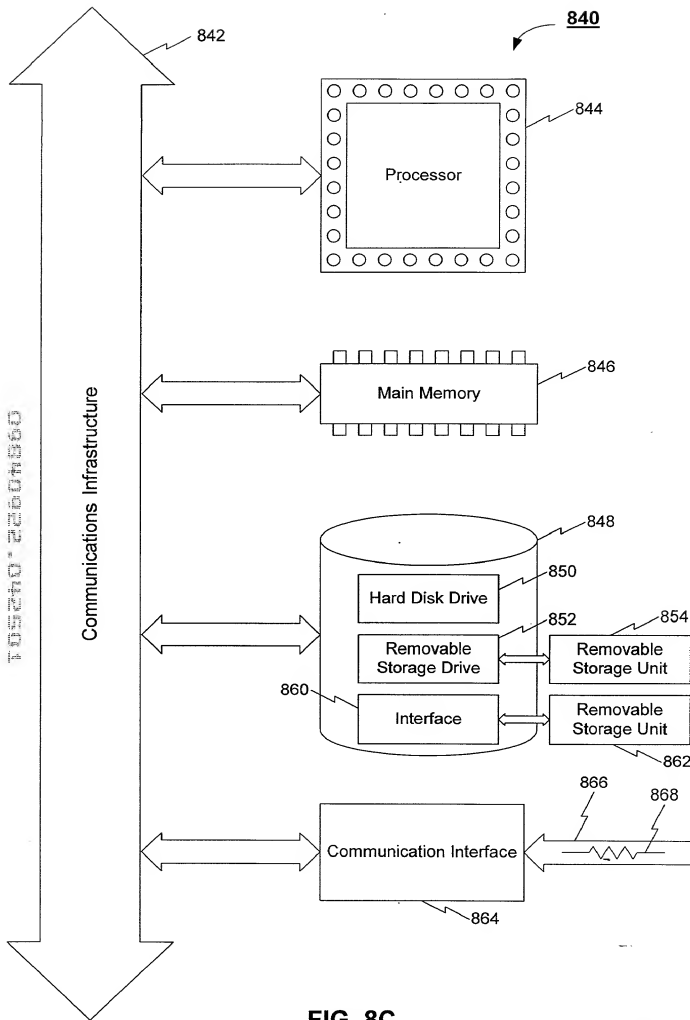 842
840
844
Processor
846
Main Memory
Communications Infrastructure
848
850
Hard Disk Drive
852
854
Removable
Storage Drive
Removable
Storage Unit
860
Interface
Removable
Storage Unit
862
866
868
Communication Interface
864
FIG. 8C